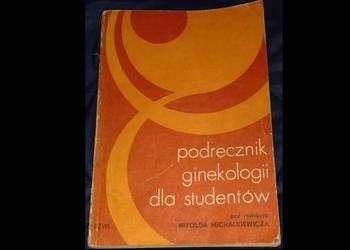 podręcznik
ginekologii
dla studentów
pod redakcją
WITOLDA MICHAŁKIEWICZA
PZWL